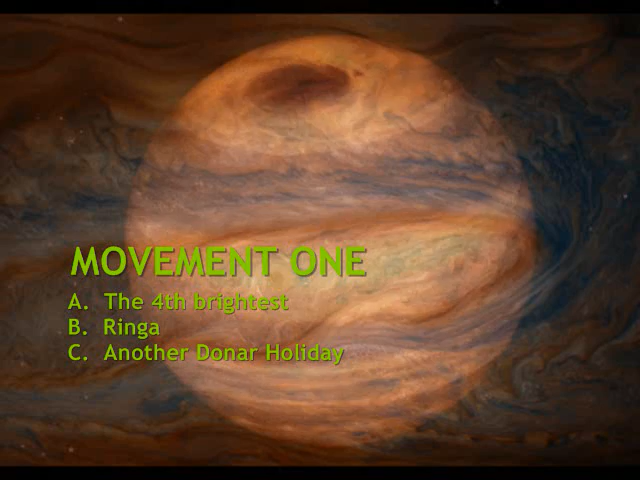 MOVEMENT ONE
A. The 4th brightest
B. Ringa
C. Another Donar Holiday